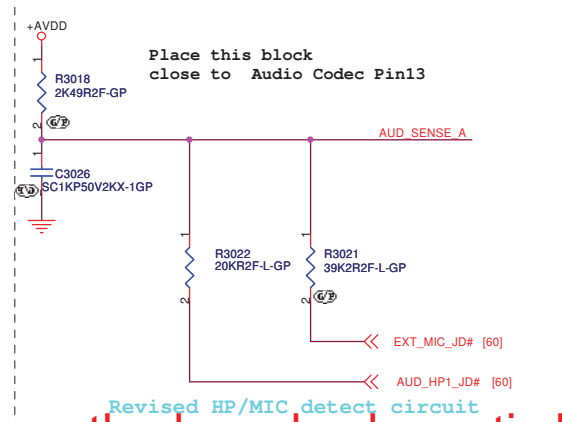 +AVDD
Place this block
close to Audio Codec Pin13
1
R3018
2K49R2F-GP
2
G/P
AUD_SENSE_A
1
C3026
SC1KP50V2KX-1GP
1
R3022
20KR2F-L-GP
2
1
R3021
39K2R2F-L-GP
2
G/P
EXT_MIC_JD# [60]
AUD_HP1_JD# [60]
Revised HP/MIC detect circuit